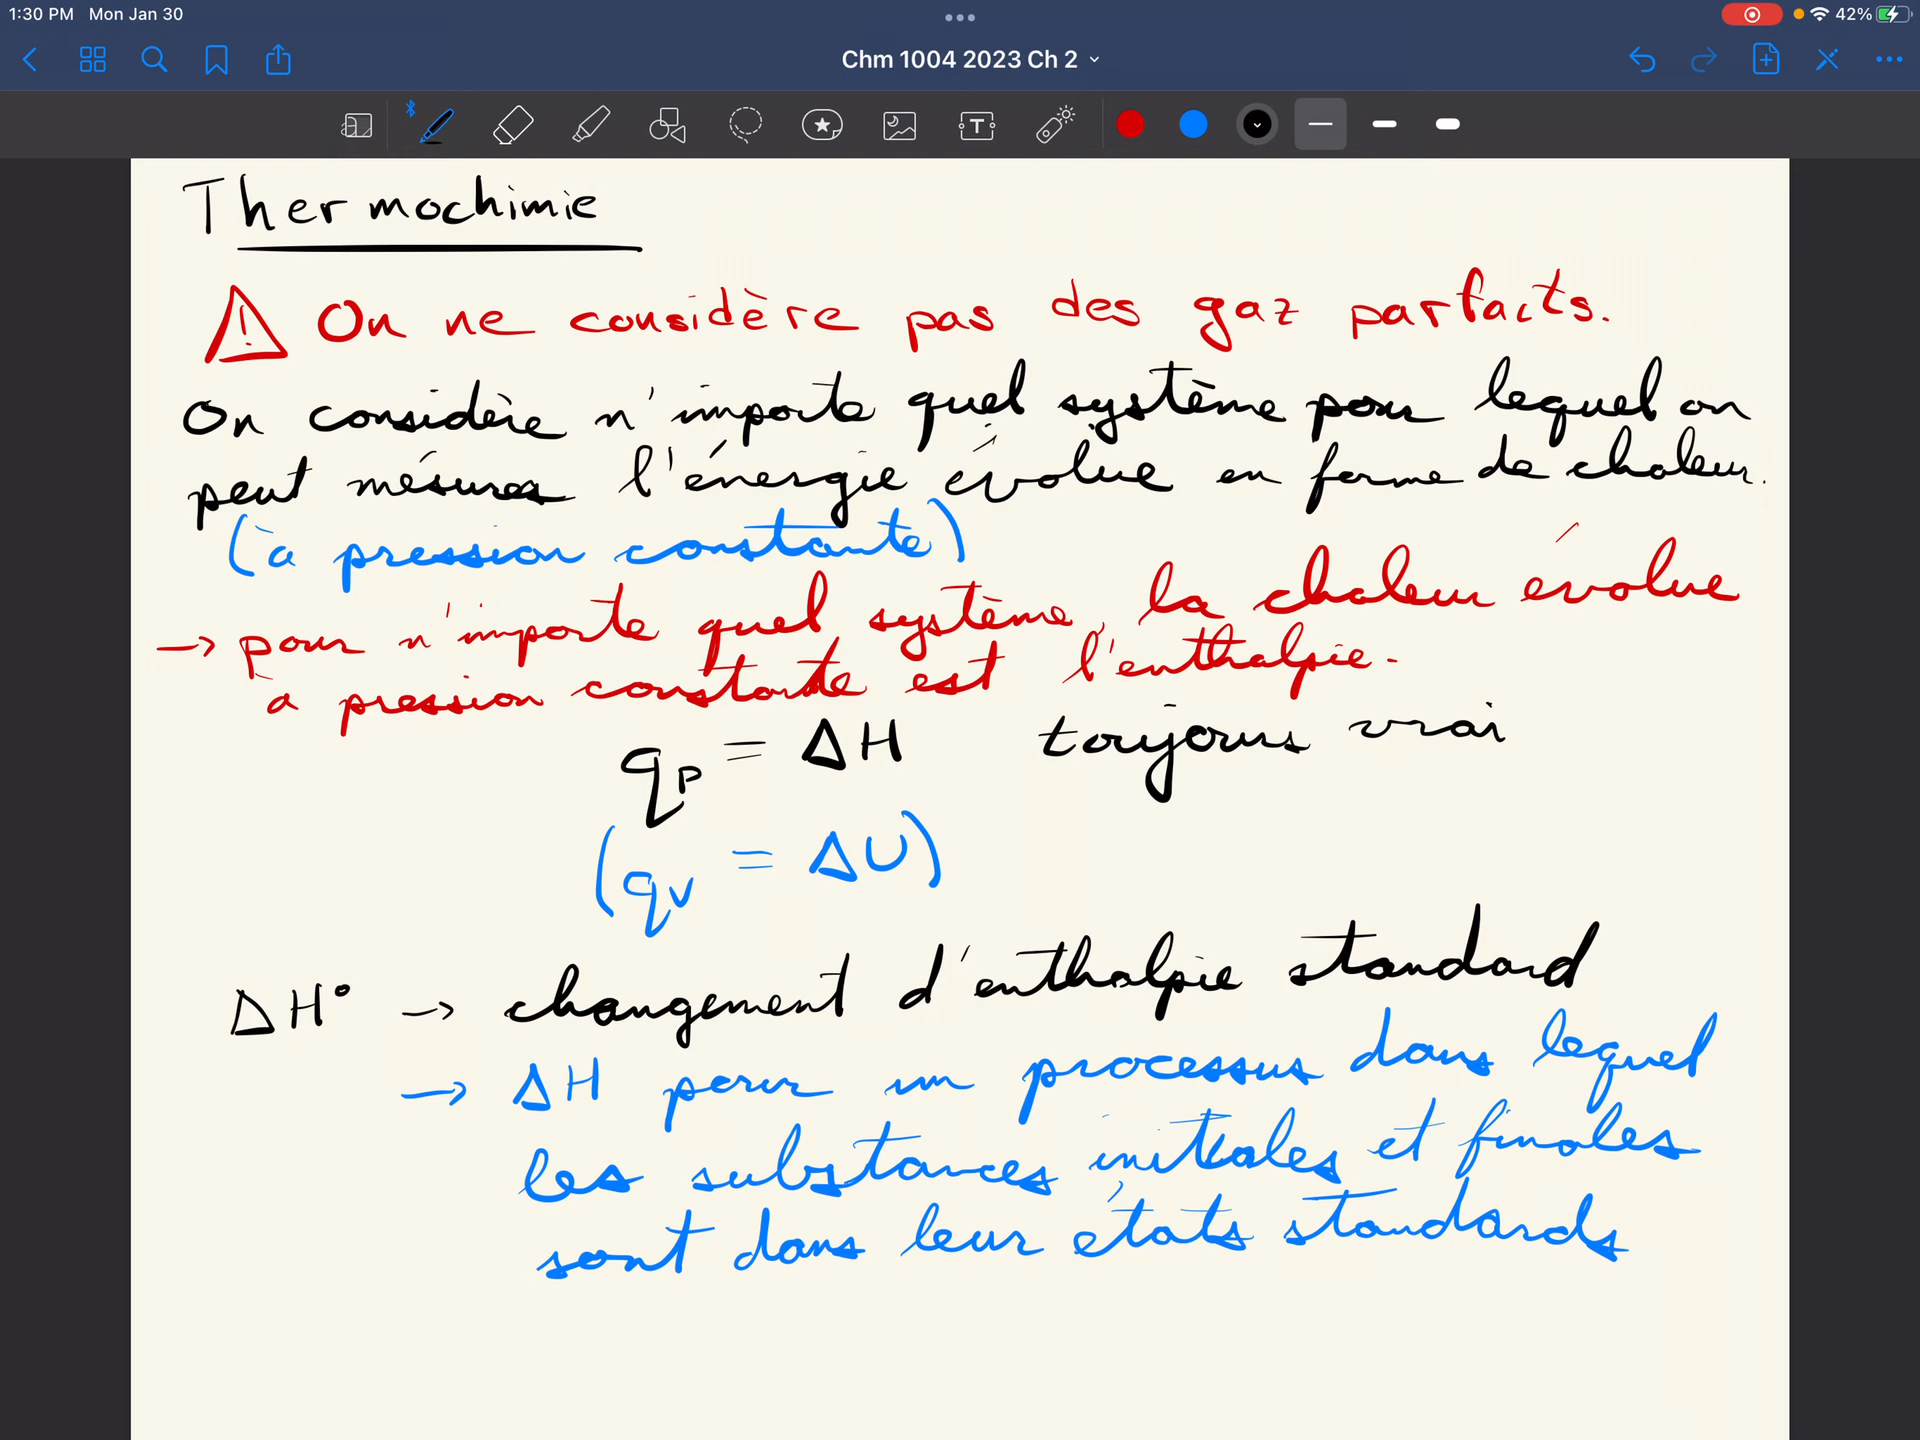 1:30 PM Mon Jan 30
42%
Chm 1004 2023 Ch 2
Thermochimie
On ne considère pas des gaz parfaits.
On considère n'importe quel système pour lequel on
peut mésurer l'énergie évolue en forme de chaleur.
(à pression constante)
→ pour n'importe quel système, la chaleur évolue
à pression constante est l'enthalpie.
qp = ΔH toujours vrai
(qv = ΔU)
ΔH° → changement d'enthalpie standard
→ ΔH pour un processus dans lequel
les substances initiales et finales
sont dans leur états standards